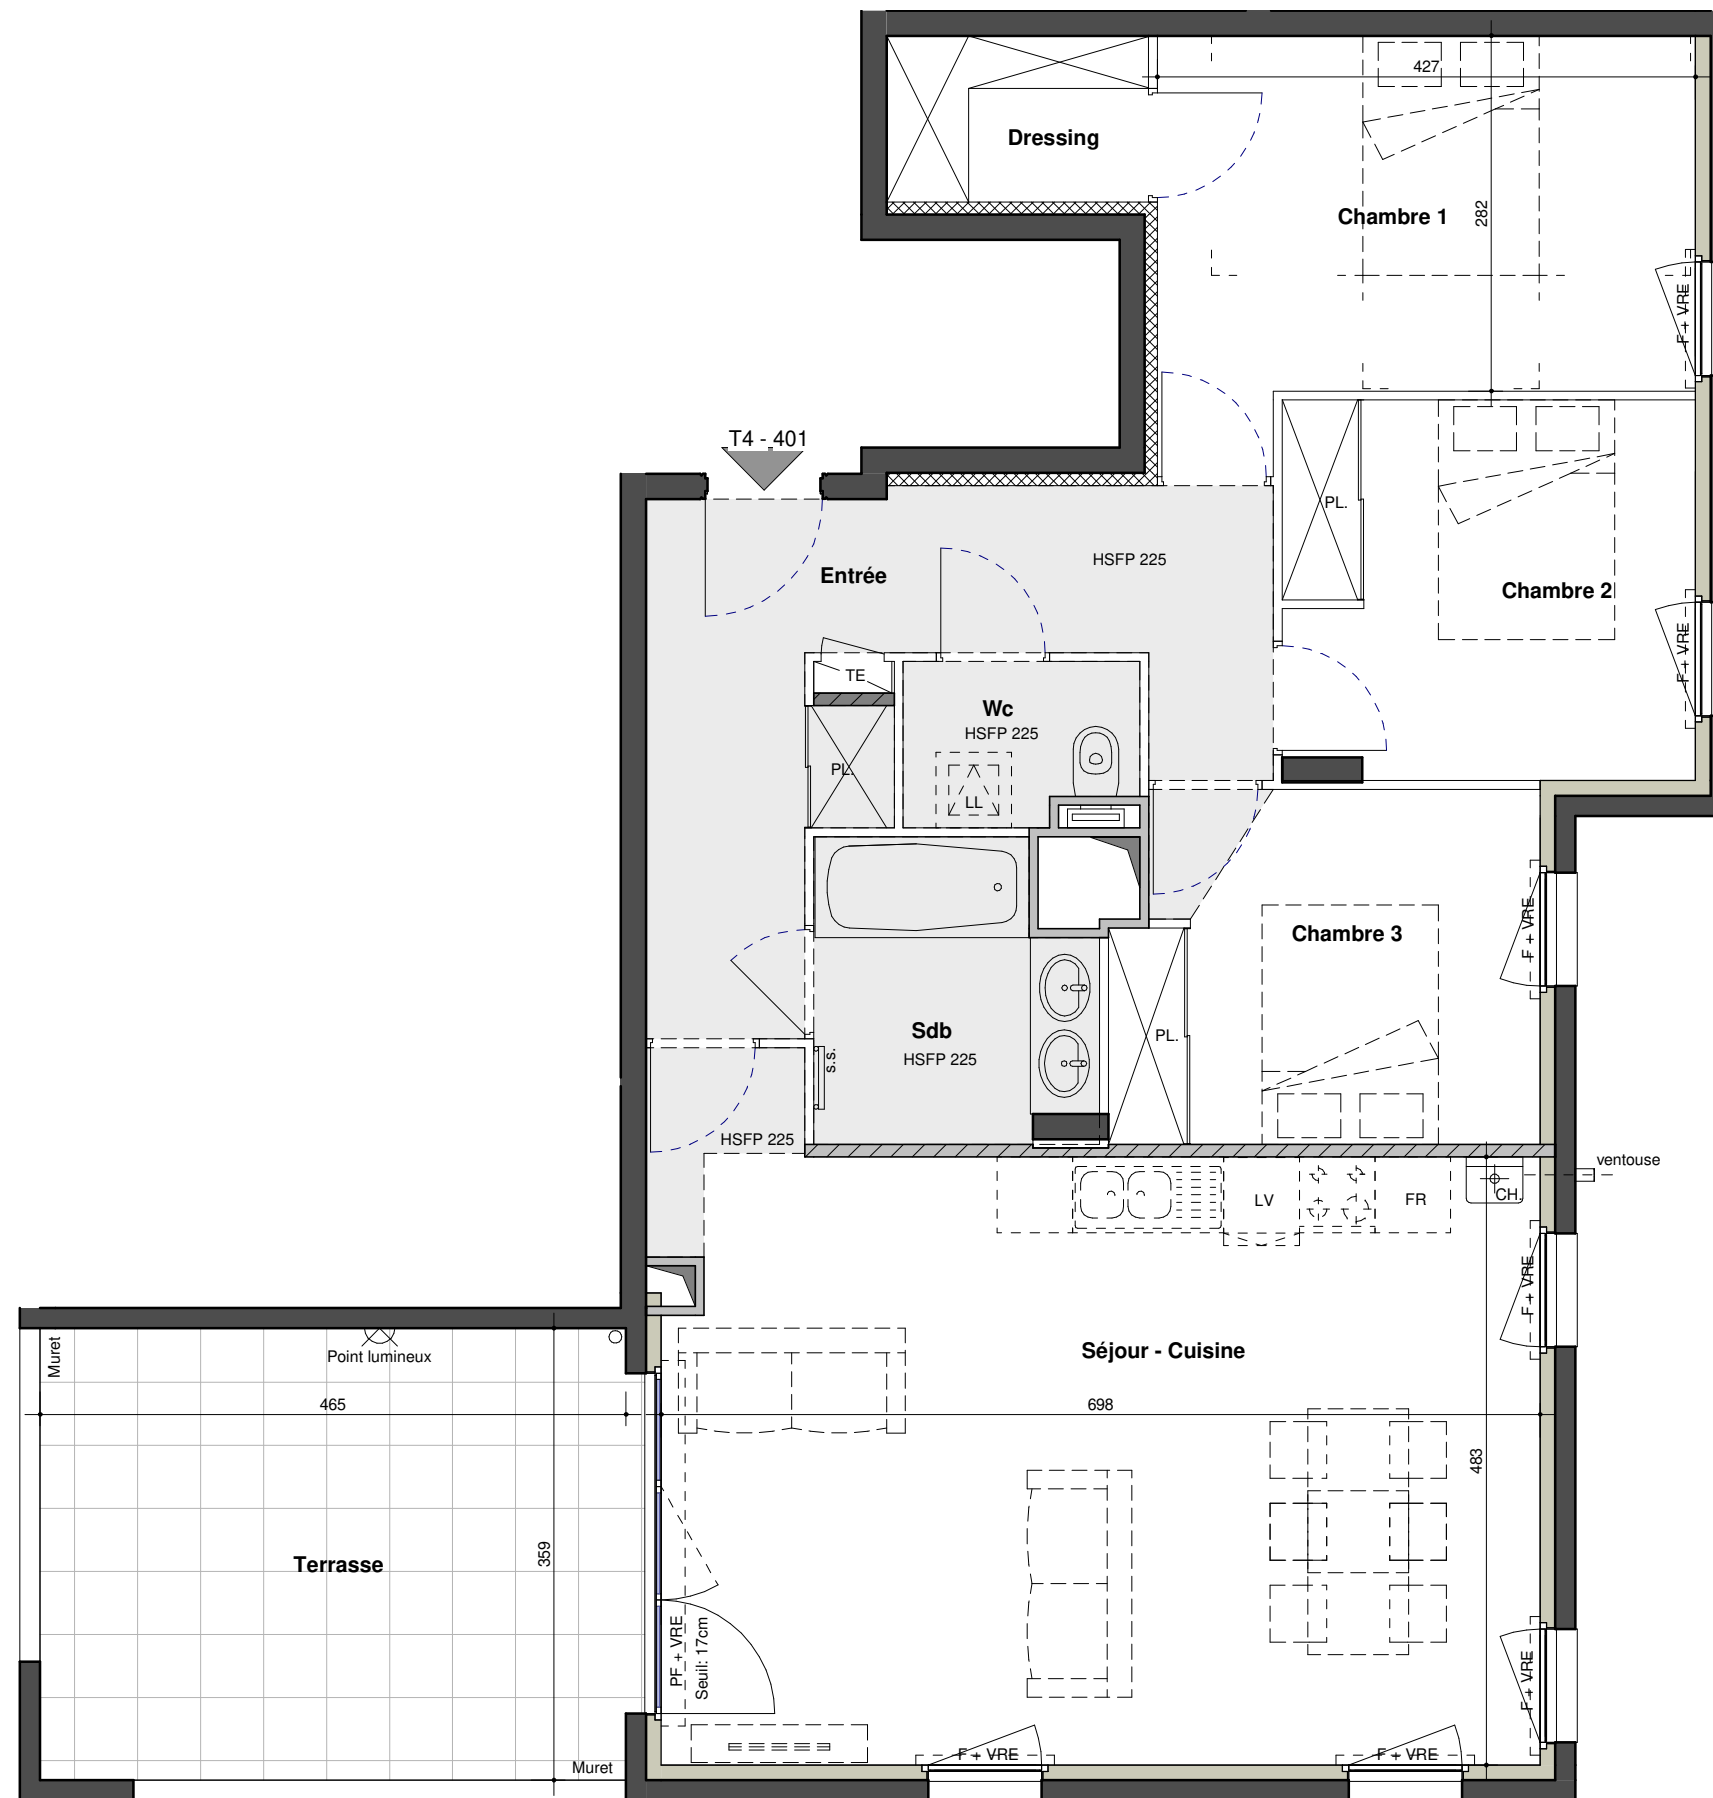 427
Dressing
Chambre 1
282
F + VRE
T4 - 401
PL.
HSFP 225
Entrée
Chambre 2
F + VRE
TE
Wc
HSFP 225
PL.
LL
Chambre 3
F + VRE
Sdb
HSFP 225
PL.
s.s.
HSFP 225
ventouse
LV
FR
CH.
F + VRE
Muret
Point lumineux
Séjour - Cuisine
465
698
483
359
Terrasse
PF + VRE
Seuil: 17cm
F + VRE
Muret
F + VRE
F + VRE